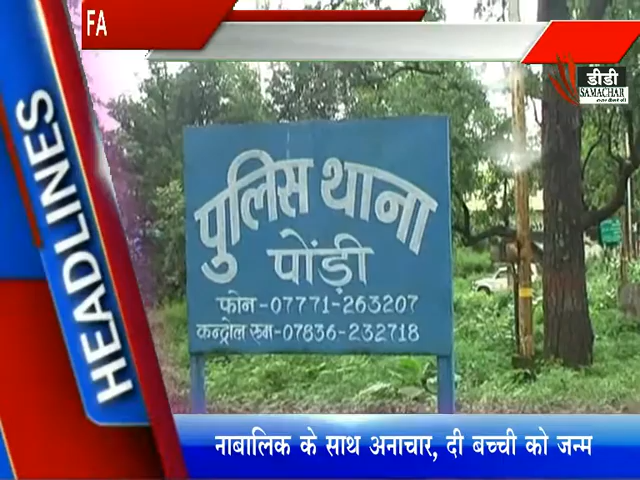 FA
डीडी
SAMACHAR
HEADLINES
पुलिस थाना
पोंड़ी
फोन-07771-263207
कन्ट्रोल रुम-07836-232718
नाबालिक के साथ अनाचार, दी बच्ची को जन्म